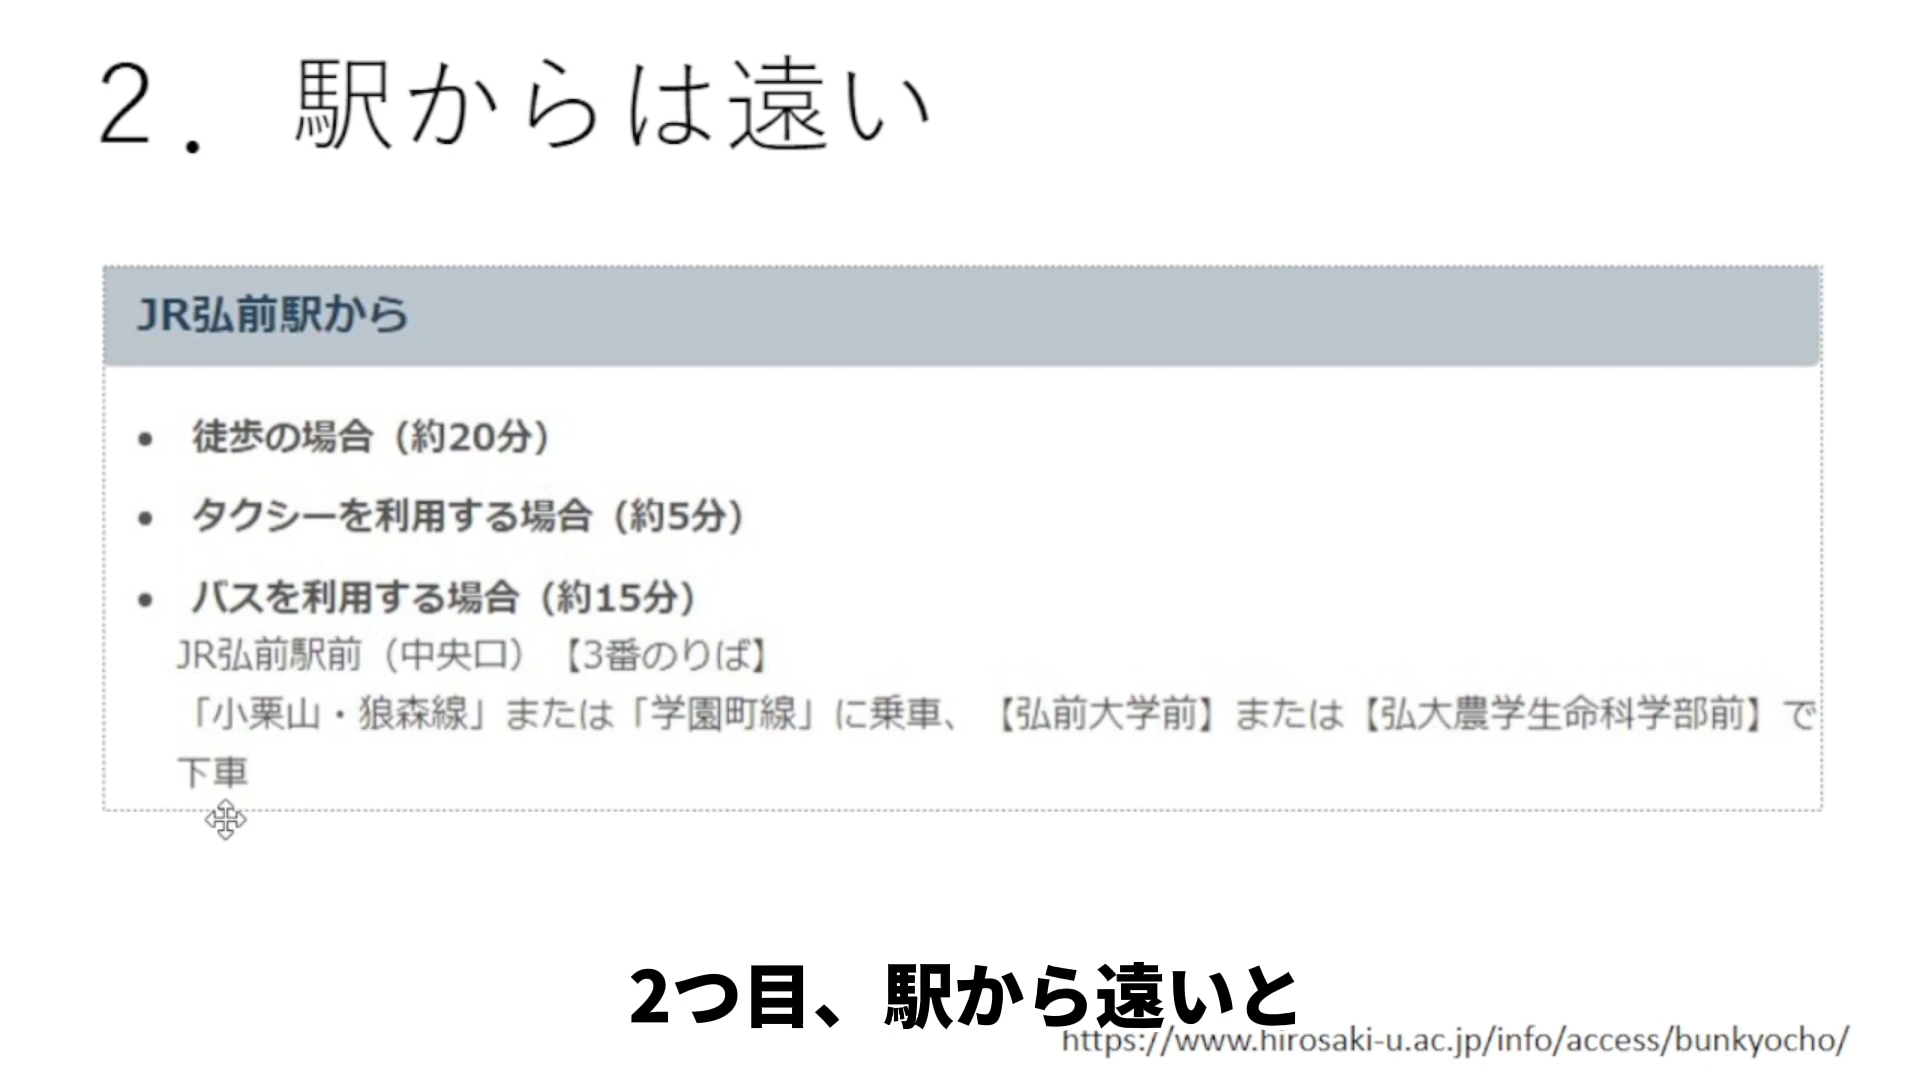 2．駅からは遠い
JR弘前駅から
• 徒歩の場合（約20分）
• タクシーを利用する場合（約5分）
• バスを利用する場合（約15分）
JR弘前駅前（中央口）【3番のりば】
「小栗山・狼森線」または「学園町線」に乗車、【弘前大学前】または【弘大農学生命科学部前】で
下車
2つ目、駅から遠いと
https://www.hirosaki-u.ac.jp/info/access/bunkyocho/